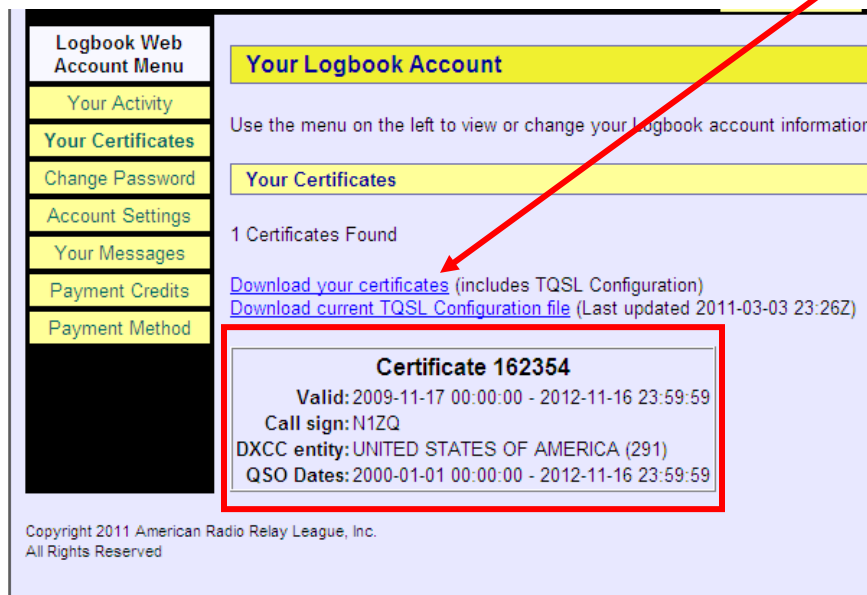 Logbook Web
Account Menu
Your Activity
Your Certificates
Change Password
Account Settings
Your Messages
Payment Credits
Payment Method
Your Logbook Account
Use the menu on the left to view or change your Logbook account information
Your Certificates
1 Certificates Found
Download your certificates (includes TQSL Configuration)
Download current TQSL Configuration file (Last updated 2011-03-03 23:26Z)
Certificate 162354
Valid: 2009-11-17 00:00:00 - 2012-11-16 23:59:59
Call sign: N1ZQ
DXCC entity: UNITED STATES OF AMERICA (291)
QSO Dates: 2000-01-01 00:00:00 - 2012-11-16 23:59:59
Copyright 2011 American Radio Relay League, Inc.
All Rights Reserved